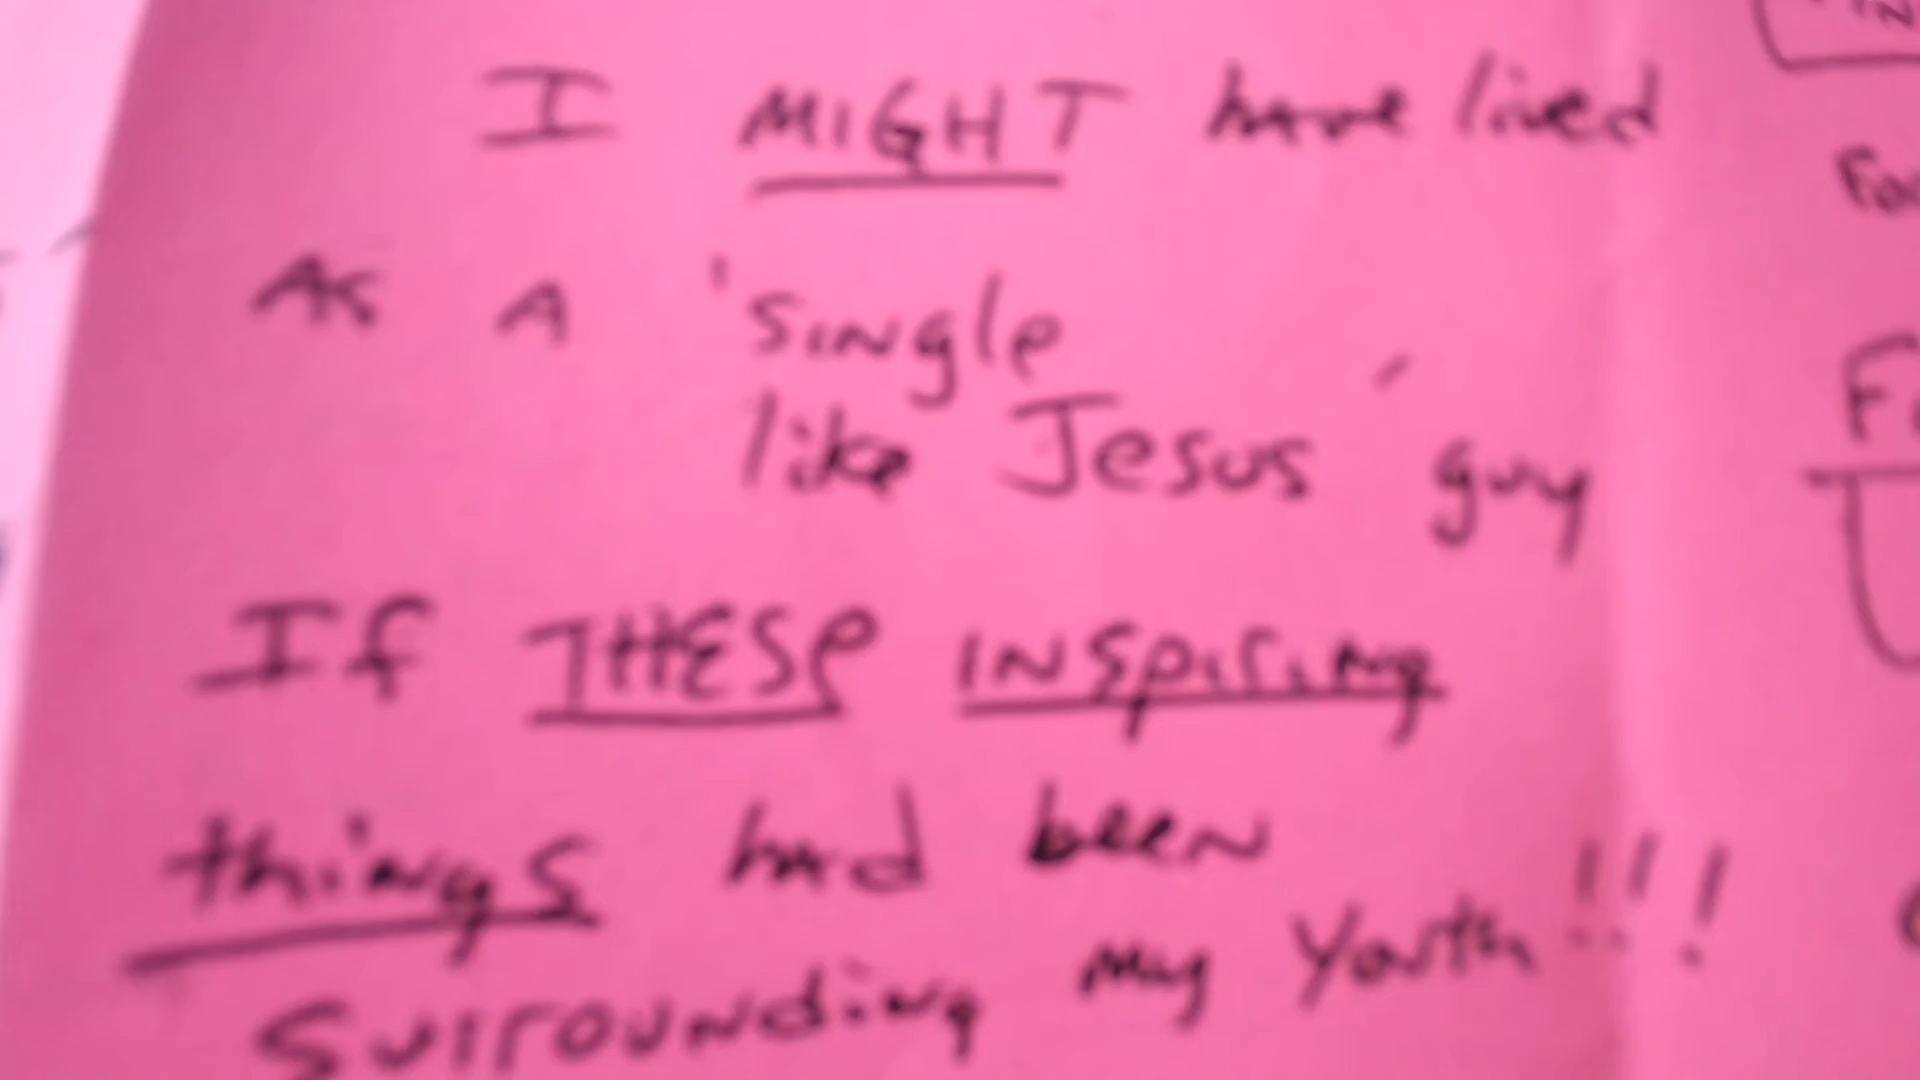 I MIGHT have lived
As A 'Single
like Jesus' guy
If THESe INSpiring
things had been
Surrounding my Youth!!!